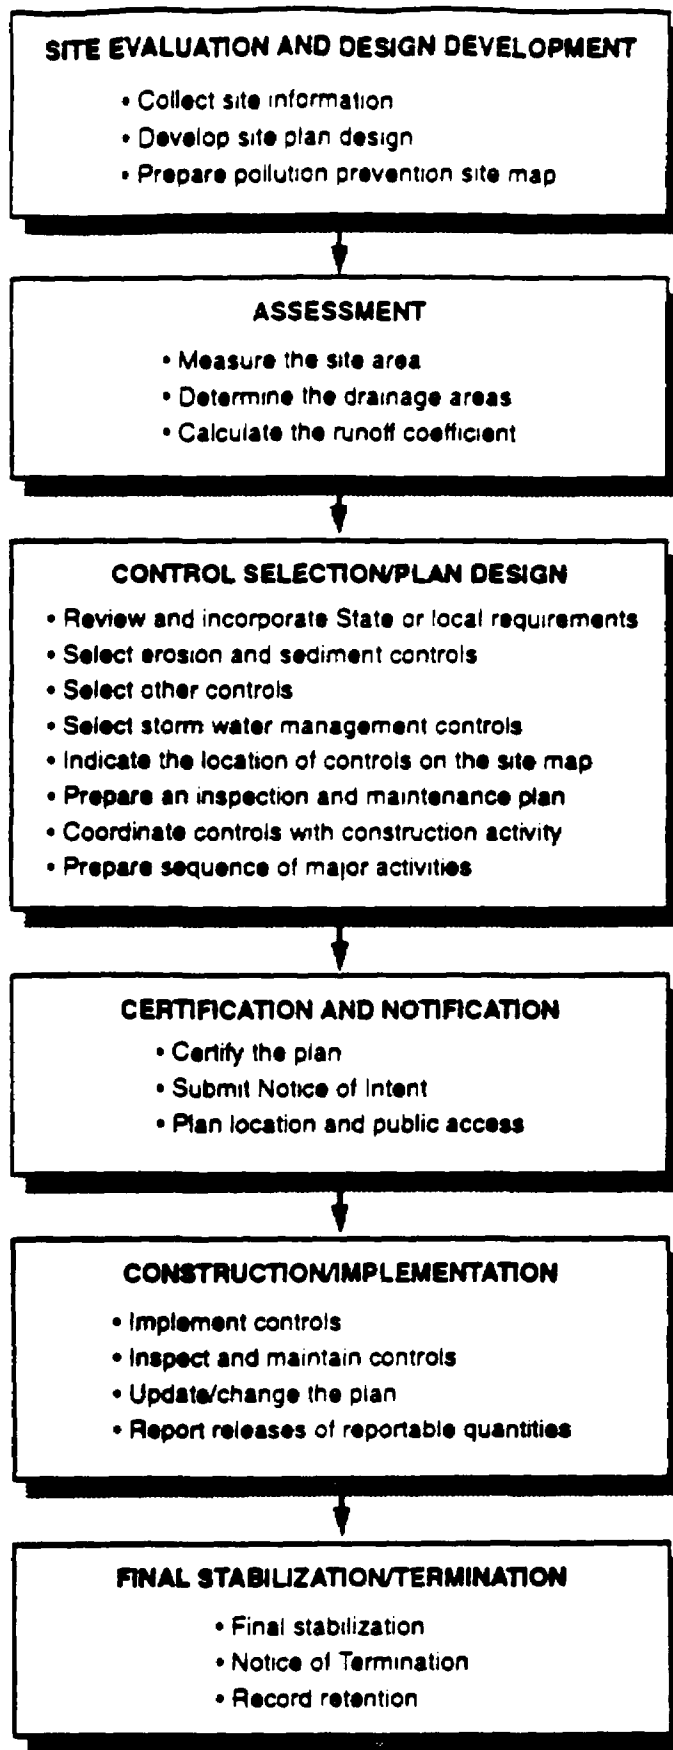 SITE EVALUATION AND DESIGN DEVELOPMENT
• Collect site information
• Develop site plan design
• Prepare pollution prevention site map
ASSESSMENT
• Measure the site area
• Determine the drainage areas
• Calculate the runoff coefficient
CONTROL SELECTION/PLAN DESIGN
• Review and incorporate State or local requirements
• Select erosion and sediment controls
• Select other controls
• Select storm water management controls
• Indicate the location of controls on the site map
• Prepare an inspection and maintenance plan
• Coordinate controls with construction activity
• Prepare sequence of major activities
CERTIFICATION AND NOTIFICATION
• Certify the plan
• Submit Notice of Intent
• Plan location and public access
CONSTRUCTION/IMPLEMENTATION
• Implement controls
• Inspect and maintain controls
• Update/change the plan
• Report releases of reportable quantities
FINAL STABILIZATION/TERMINATION
• Final stabilization
• Notice of Termination
• Record retention